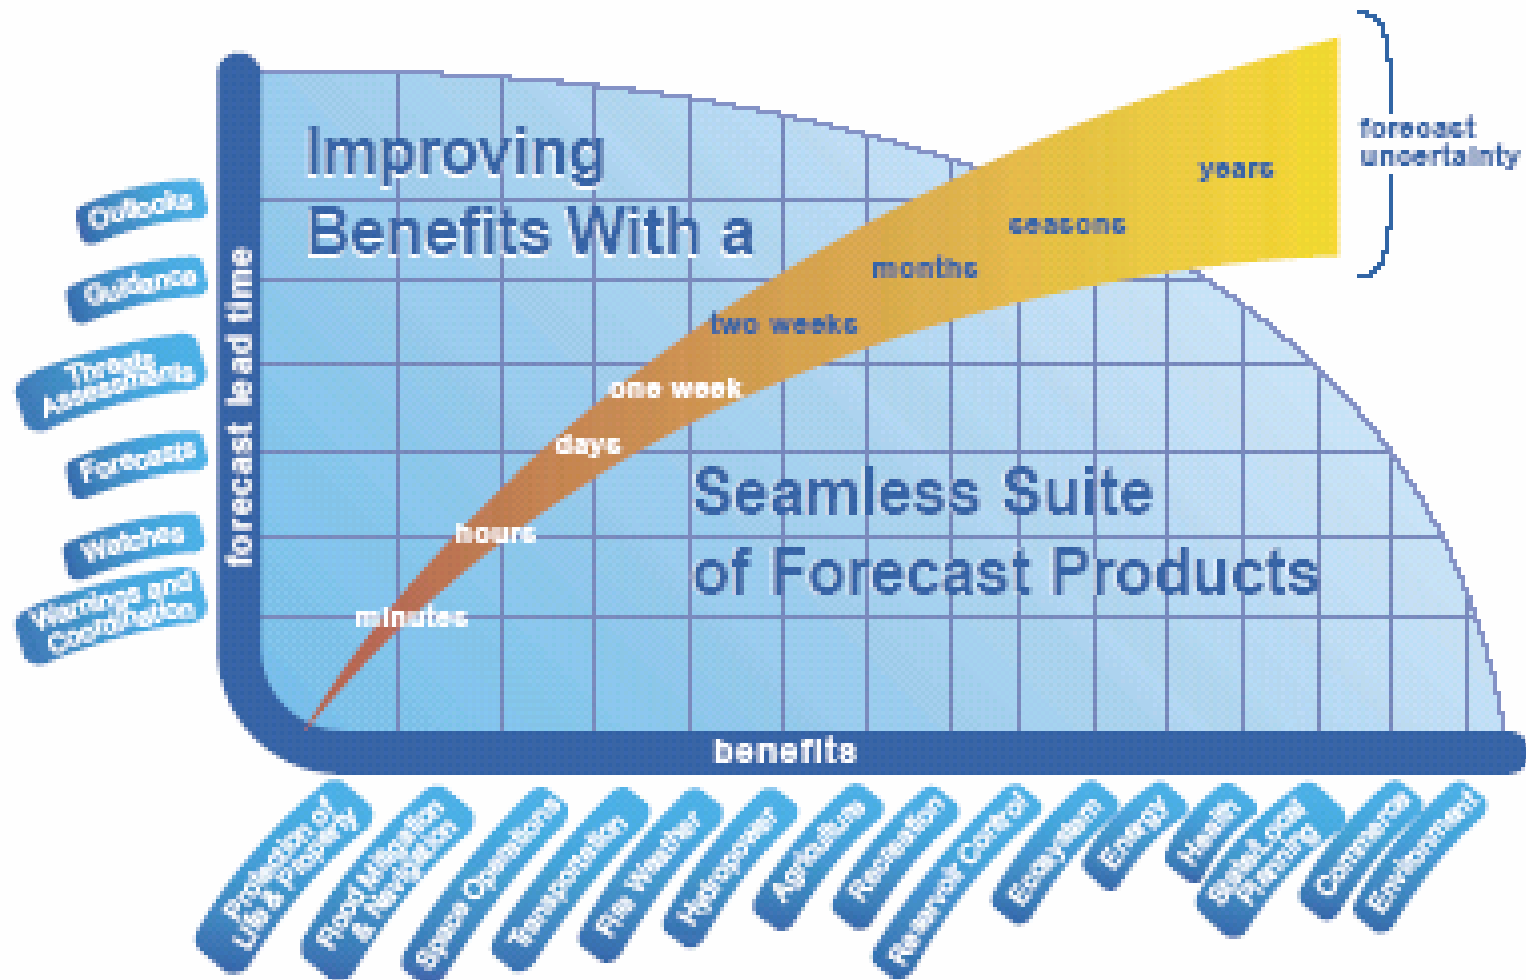 Improving
Benefits With a
Seamless Suite
of Forecast Products
forecast
uncertainty
years
seasons
months
two weeks
one week
days
hours
minutes
forecast lead time
Outlooks
Guidance
Threats
Assessments
Forecasts
Watches
Warnings and
Coordination
benefits
Protection of
Life & Property
Flood Mitigation
& Navigation
Space Operations
Transportation
Fire Weather
Hydropower
Agriculture
Recreation
Reservoir Control
Ecosystem
Energy
Health
Planning
Commerce
Environment